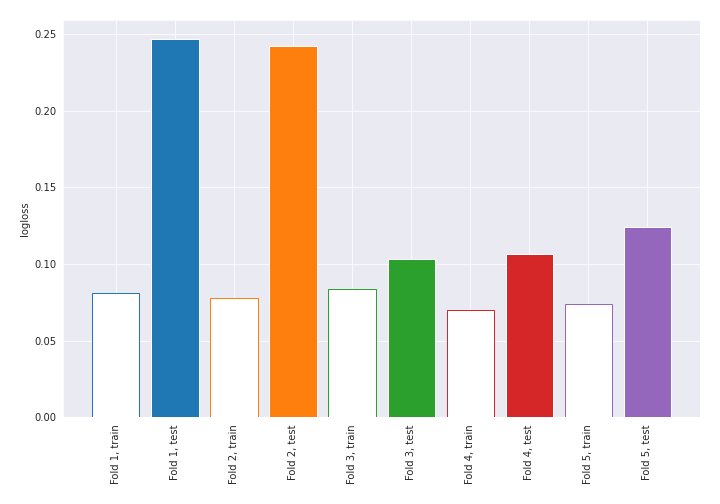 0.25
0.20
0.15
0.10
0.05
0.00
logloss
Fold 1, train
Fold 1, test
Fold 2, train
Fold 2, test
Fold 3, train
Fold 3, test
Fold 4, train
Fold 4, test
Fold 5, train
Fold 5, test